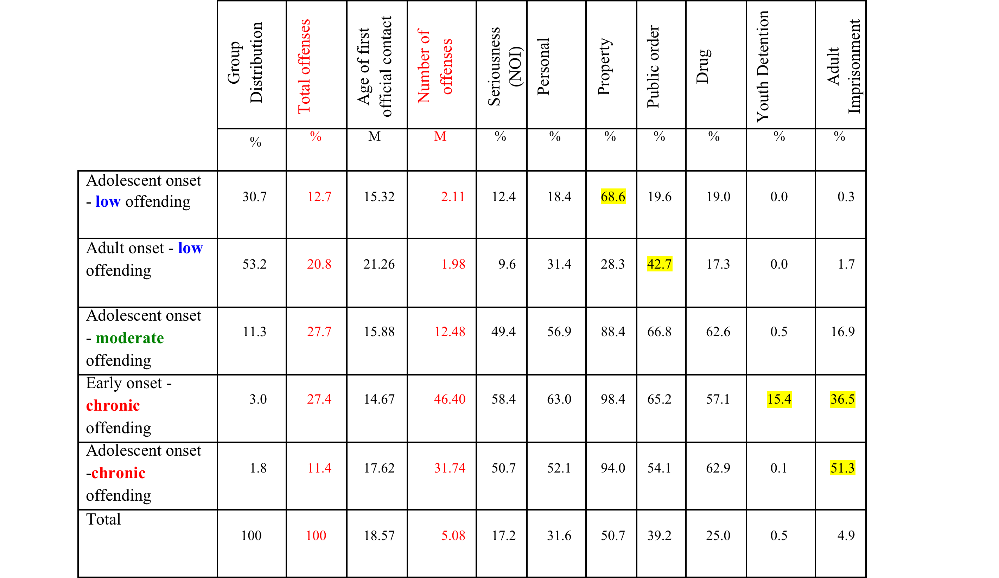 Group
Distribution
Total offenses
Age of first
official contact
Number of
offenses
Seriousness
(NOI)
Personal
Property
Public order
Drug
Youth Detention
Adult
Imprisonment
% % M M % % % % % % %
Adolescent onset
- low offending
30.7 12.7 15.32 2.11 12.4 18.4 68.6 19.6 19.0 0.0 0.3
Adult onset - low
offending
53.2 20.8 21.26 1.98 9.6 31.4 28.3 42.7 17.3 0.0 1.7
Adolescent onset
- moderate
offending
11.3 27.7 15.88 12.48 49.4 56.9 88.4 66.8 62.6 0.5 16.9
Early onset -
chronic
offending
3.0 27.4 14.67 46.40 58.4 63.0 98.4 65.2 57.1 15.4 36.5
Adolescent onset
-chronic
offending
1.8 11.4 17.62 31.74 50.7 52.1 94.0 54.1 62.9 0.1 51.3
Total
100 100 18.57 5.08 17.2 31.6 50.7 39.2 25.0 0.5 4.9